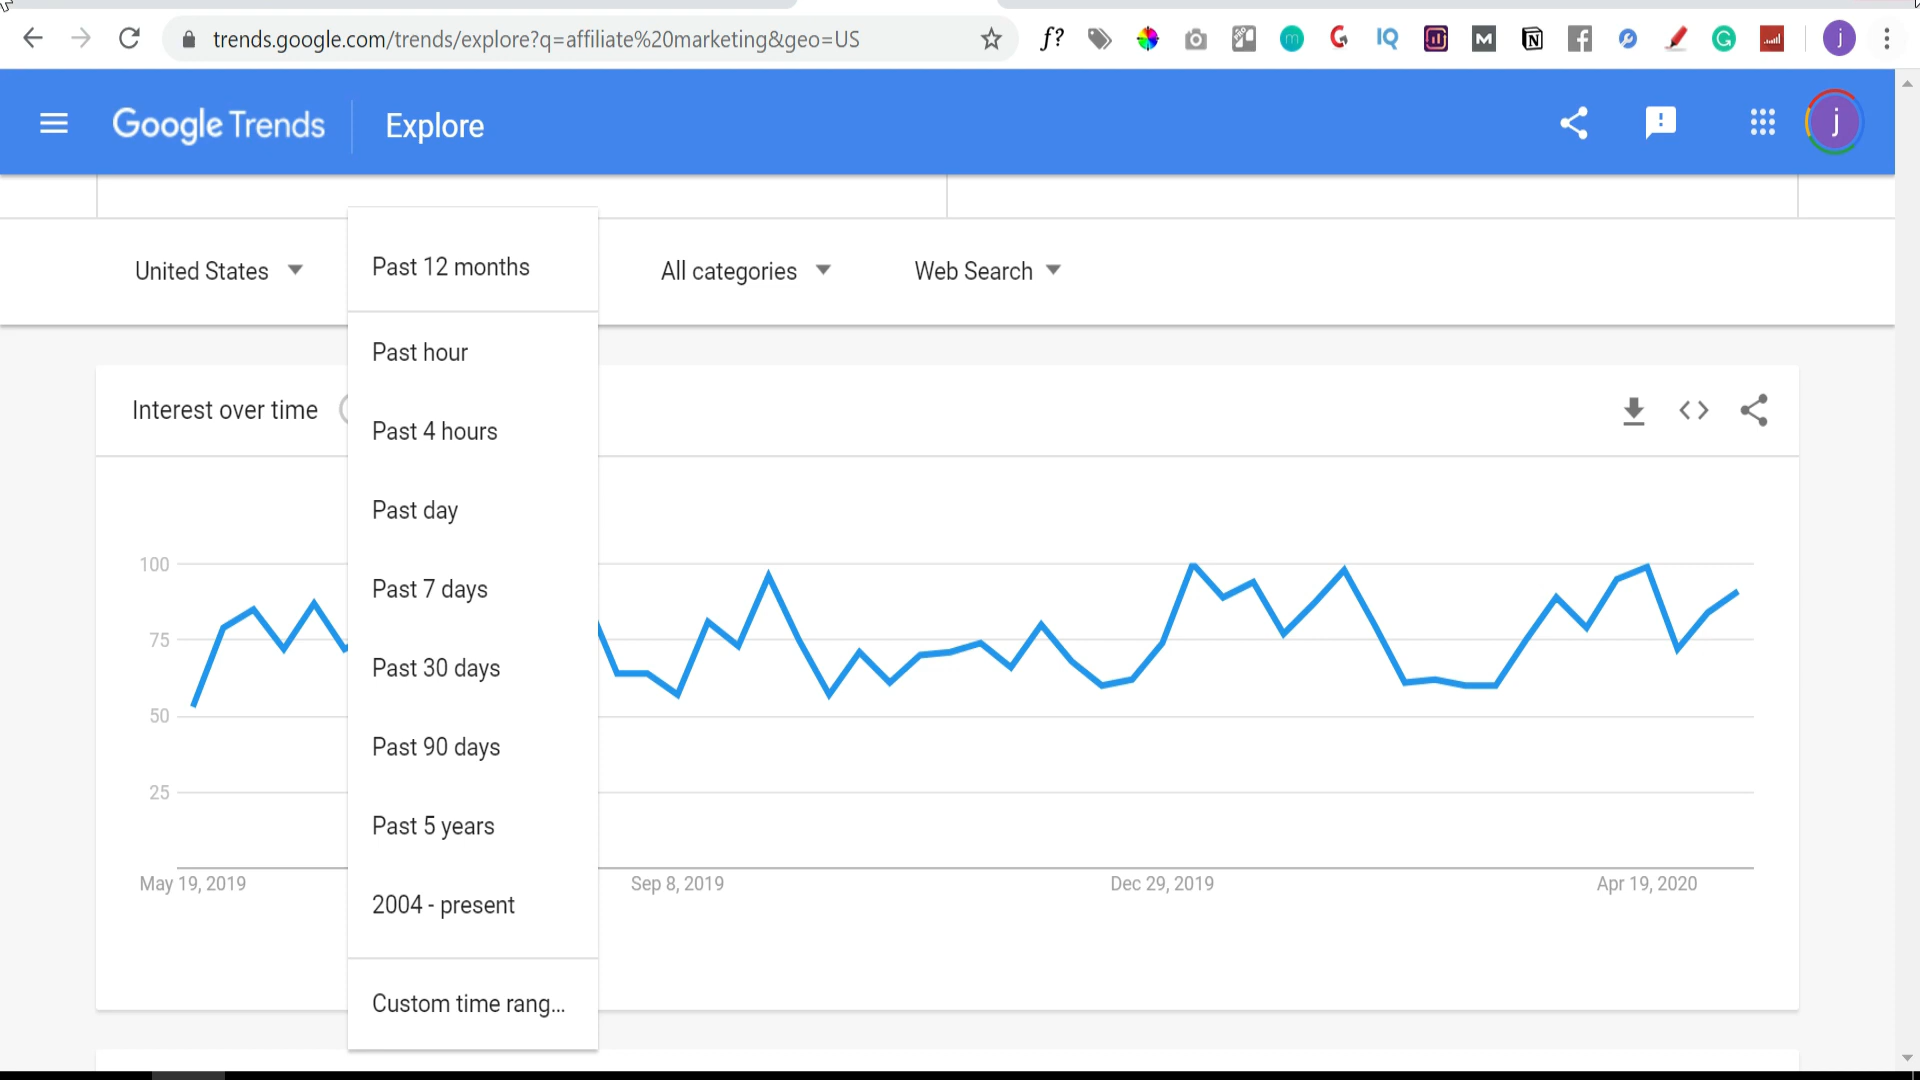 trends.google.com/trends/explore?q=affiliate%20marketing&geo=US
f?
m
IQ
M
N
G
j
Google Trends
Explore
j
United States
Past 12 months
All categories
Web Search
Past hour
Interest over time
Past 4 hours
Past day
100
Past 7 days
75
Past 30 days
50
Past 90 days
25
Past 5 years
May 19, 2019
Sep 8, 2019
Dec 29, 2019
Apr 19, 2020
2004 - present
Custom time rang...